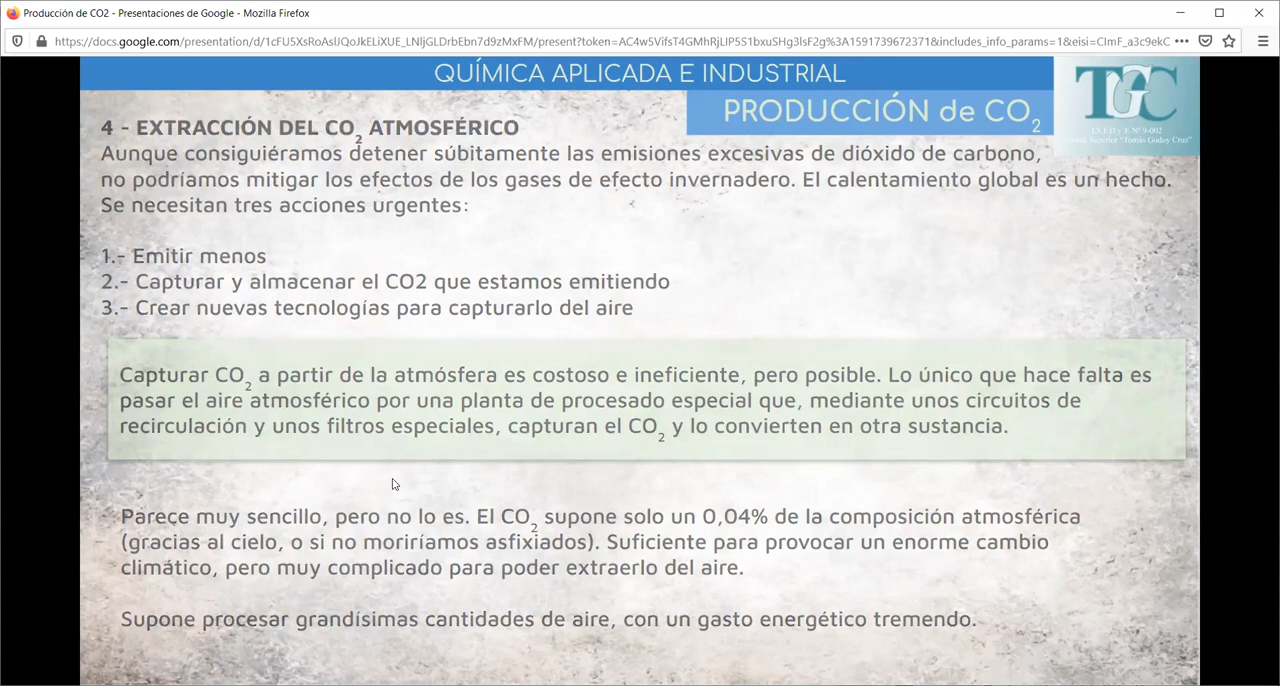 Producción de CO2 - Presentaciones de Google - Mozilla Firefox
https://docs.google.com/presentation/d/1cFU5XsRoAslJQoJkELiXUE_LNljGLDrbEbn7d9zMxFM/present?token=AC4w5VifsT4GMhRjLlP5S1bxuSHg3lsF2g%3A1591739672371&includes_info_params=1&eisi=CImF_a3c9ekC
QUÍMICA APLICADA E INDUSTRIAL
PRODUCCIÓN de CO2
TGC
I.S.F.D y T. Nº 9-002
Superior "Tomás Godoy Cruz"
4 - EXTRACCIÓN DEL CO2 ATMOSFÉRICO
Aunque consiguiéramos detener súbitamente las emisiones excesivas de dióxido de carbono,
no podríamos mitigar los efectos de los gases de efecto invernadero. El calentamiento global es un hecho.
Se necesitan tres acciones urgentes:
1.- Emitir menos
2.- Capturar y almacenar el CO2 que estamos emitiendo
3.- Crear nuevas tecnologías para capturarlo del aire
Capturar CO2 a partir de la atmósfera es costoso e ineficiente, pero posible. Lo único que hace falta es
pasar el aire atmosférico por una planta de procesado especial que, mediante unos circuitos de
recirculación y unos filtros especiales, capturan el CO2 y lo convierten en otra sustancia.
Parece muy sencillo, pero no lo es. El CO2 supone solo un 0,04% de la composición atmosférica
(gracias al cielo, o si no moriríamos asfixiados). Suficiente para provocar un enorme cambio
climático, pero muy complicado para poder extraerlo del aire.
Supone procesar grandísimas cantidades de aire, con un gasto energético tremendo.